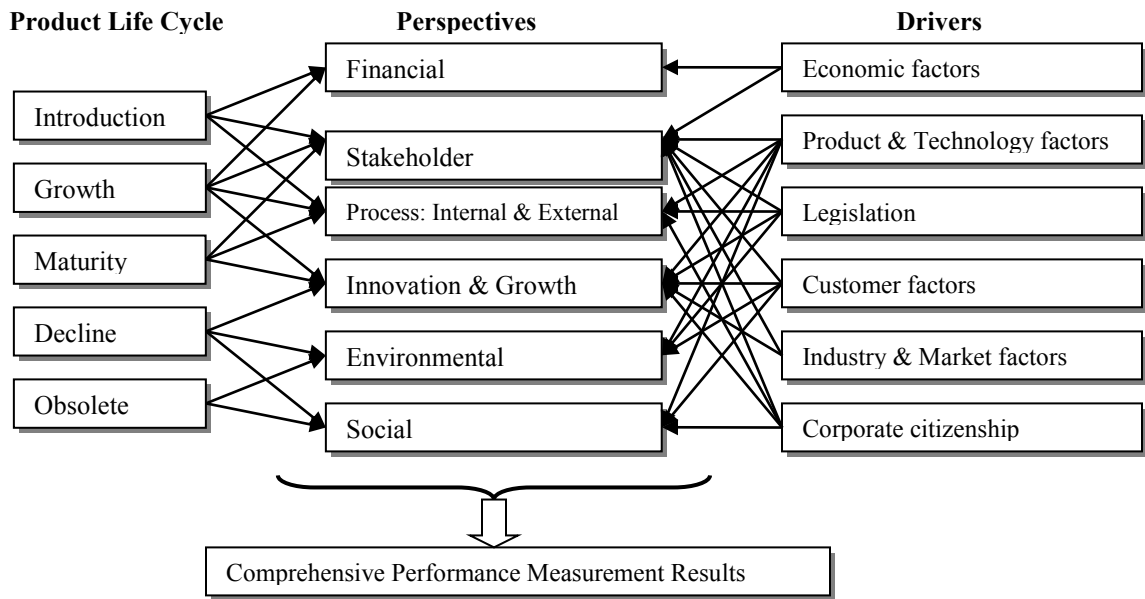 Product Life Cycle
Perspectives
Drivers
Introduction
Growth
Maturity
Decline
Obsolete
Financial
Stakeholder
Process: Internal & External
Innovation & Growth
Environmental
Social
Economic factors
Product & Technology factors
Legislation
Customer factors
Industry & Market factors
Corporate citizenship
Comprehensive Performance Measurement Results